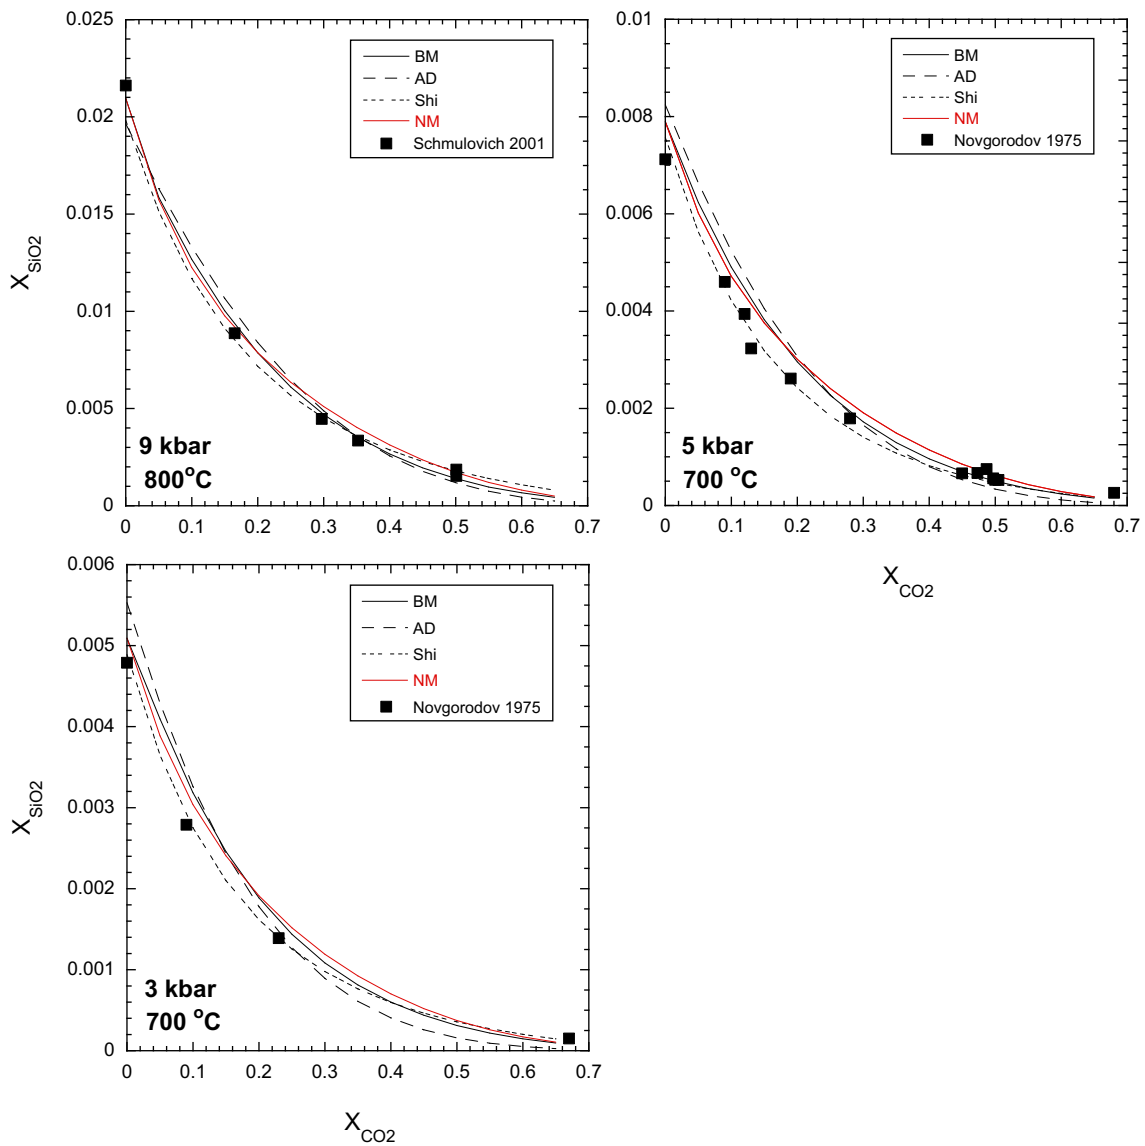 BM
AD
Shi
NM
Schmulovich 2001
0.025
0.02
0.015
0.01
0.005
0
X_SiO2
9 kbar
800°C
0 0.1 0.2 0.3 0.4 0.5 0.6 0.7
BM
AD
Shi
NM
Novgorodov 1975
0.01
0.008
0.006
0.004
0.002
0
5 kbar
700 °C
0 0.1 0.2 0.3 0.4 0.5 0.6 0.7
X_CO2
BM
AD
Shi
NM
Novgorodov 1975
0.006
0.005
0.004
0.003
0.002
0.001
0
X_SiO2
3 kbar
700 °C
0 0.1 0.2 0.3 0.4 0.5 0.6 0.7
X_CO2